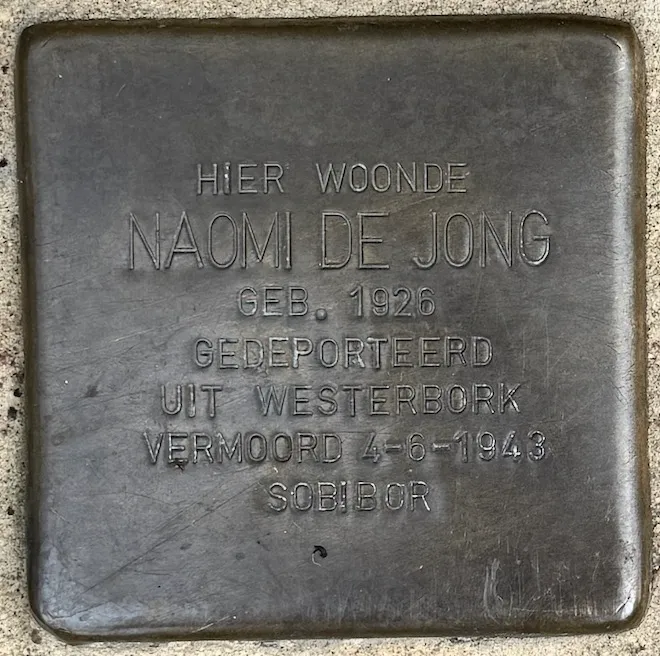 HIER WOONDE
NAOMI DE JONG
GEB. 1926
GEDEPORTEERD
UIT WESTERBORK
VERMOORD 4-6-1943
SOBIBOR